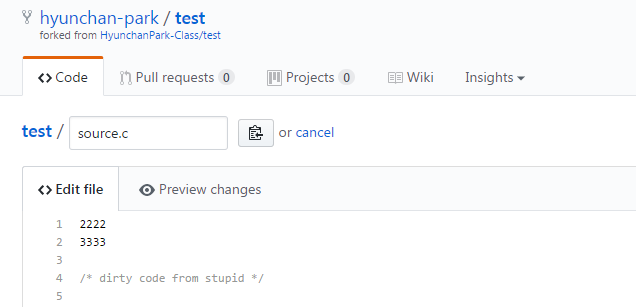 hyunchan-park / test
forked from HyunchanPark-Class/test
Code Pull requests 0 Projects 0 Wiki Insights
test / source.c or cancel
Edit file Preview changes
1 2222
2 3333
3
4 /* dirty code from stupid */
5